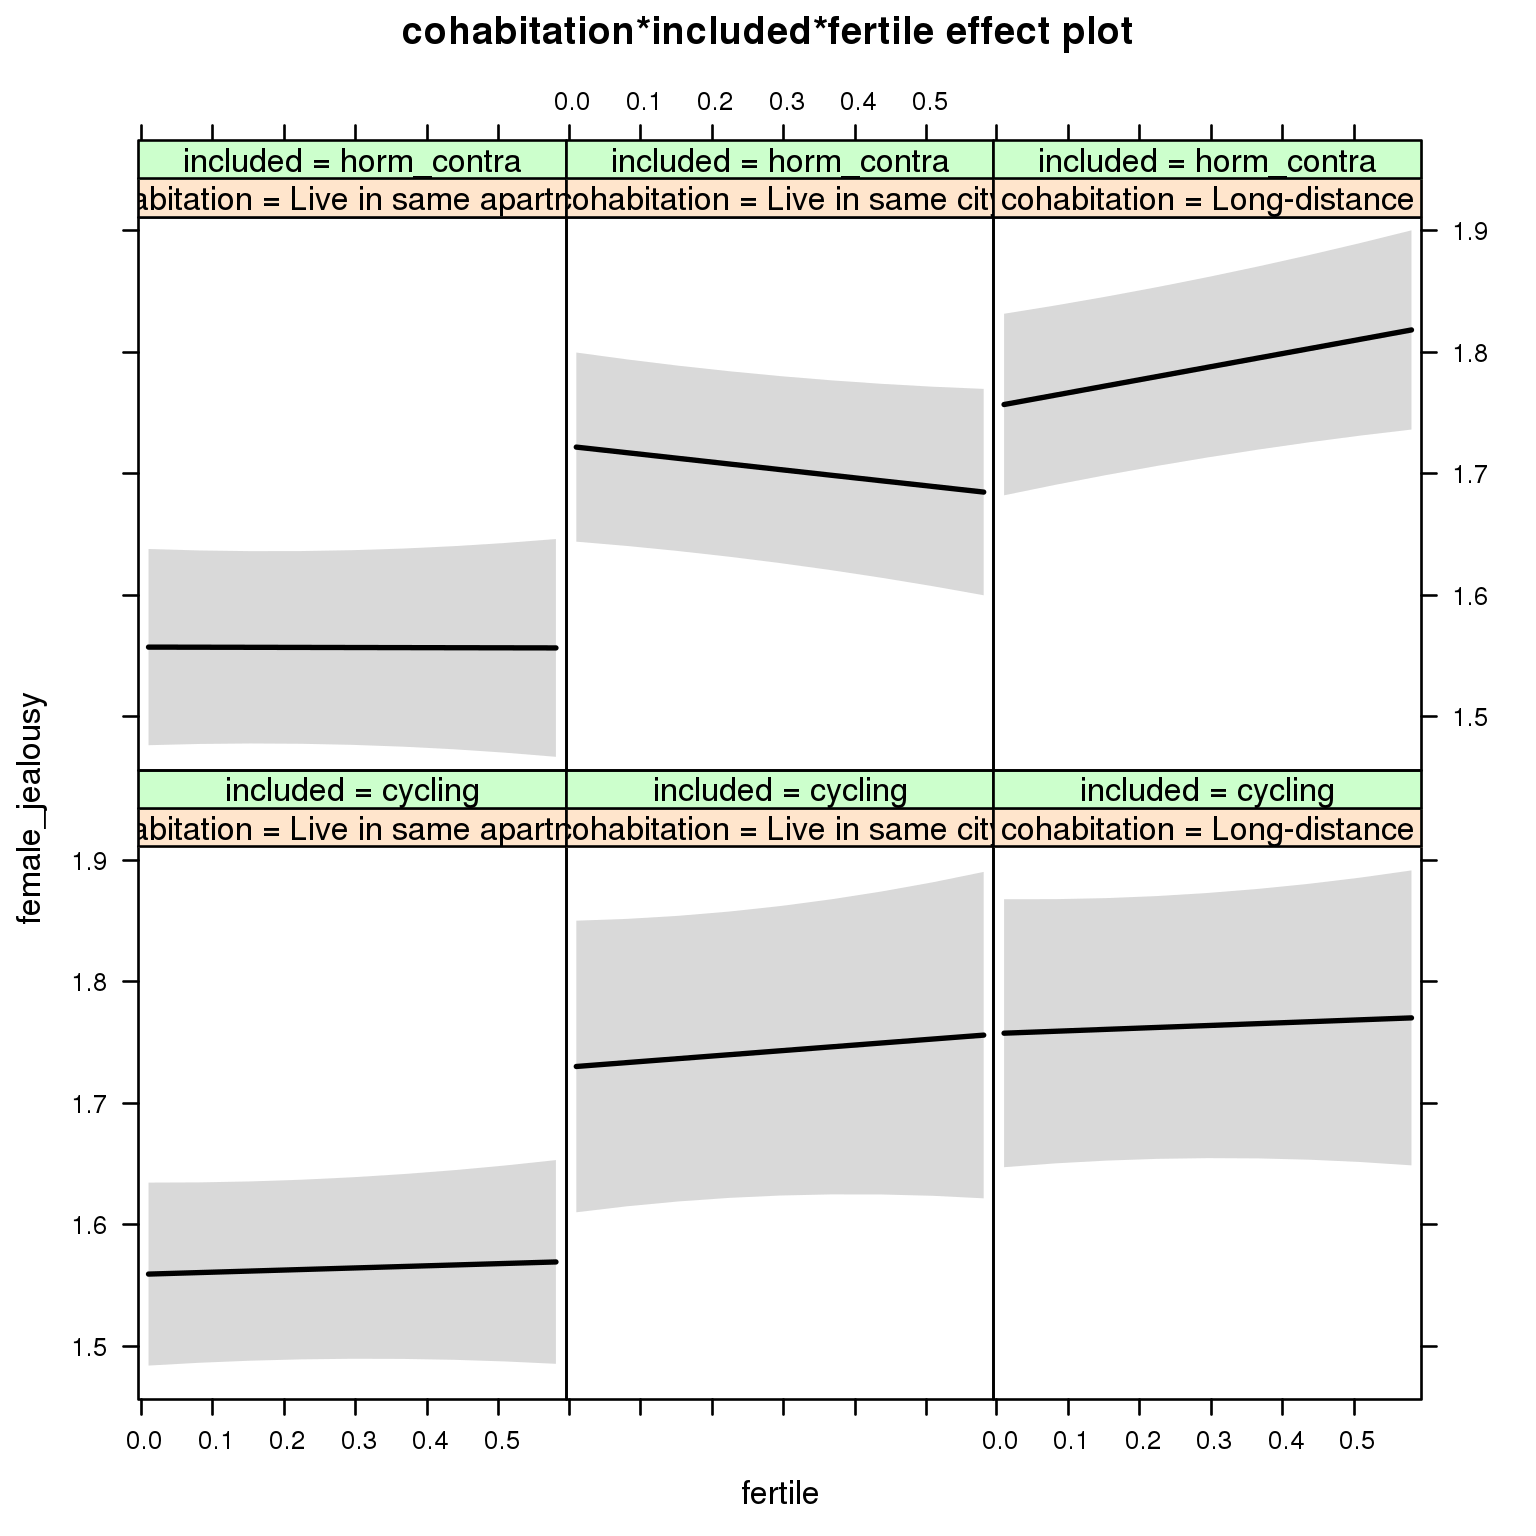 cohabitation*included*fertile effect plot
0.0 0.1 0.2 0.3 0.4 0.5
included = horm_contra included = horm_contra included = horm_contra
abitation = Live in same apartn cohabitation = Live in same city cohabitation = Long-distance
1.9
1.8
1.7
1.6
1.5
female_jealousy
included = cycling included = cycling included = cycling
abitation = Live in same apartn cohabitation = Live in same city cohabitation = Long-distance
1.9
1.8
1.7
1.6
1.5
0.0 0.1 0.2 0.3 0.4 0.5 0.0 0.1 0.2 0.3 0.4 0.5
fertile